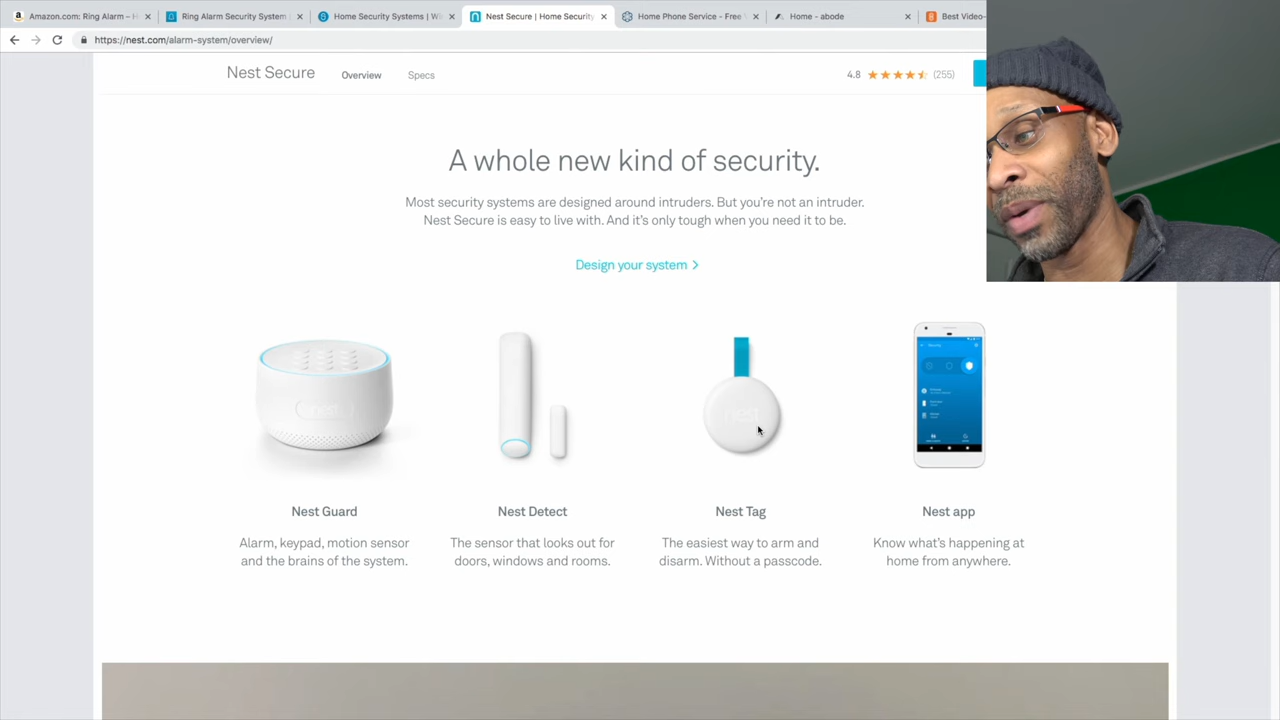 Amazon.com: Ring Alarm – H
Ring Alarm Security System
Home Security Systems | Wi
Nest Secure | Home Security
Home Phone Service - Free
Home - abode
Best Video-
https://nest.com/alarm-system/overview/
Nest Secure
Overview
Specs
4.8
(255)
A whole new kind of security.
Most security systems are designed around intruders. But you're not an intruder.
Nest Secure is easy to live with. And it's only tough when you need it to be.
Design your system >
nest
nest
Security
Nest Guard
Nest Detect
Nest Tag
Nest app
Alarm, keypad, motion sensor
and the brains of the system.
The sensor that looks out for
doors, windows and rooms.
The easiest way to arm and
disarm. Without a passcode.
Know what's happening at
home from anywhere.